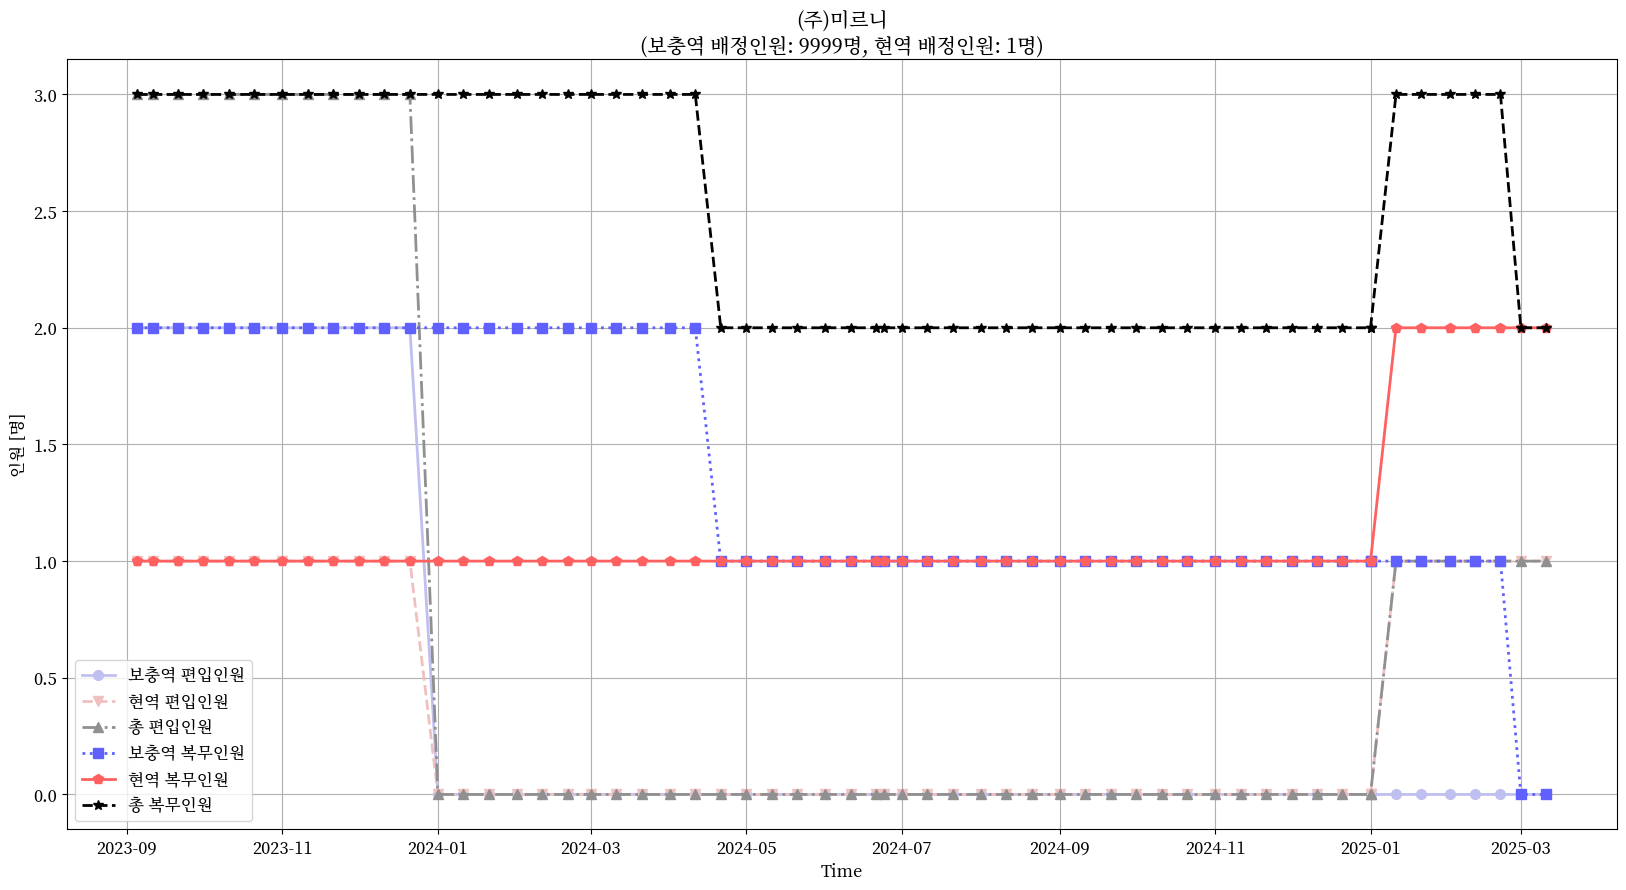 (주)미르니
(보충역 배정인원: 9999명, 현역 배정인원: 1명)
인원 [명]
3.0
2.5
2.0
1.5
1.0
0.5
0.0
보충역 편입인원
현역 편입인원
총 편입인원
보충역 복무인원
현역 복무인원
총 복무인원
2023-09
2023-11
2024-01
2024-03
2024-05
2024-07
2024-09
2024-11
2025-01
2025-03
Time